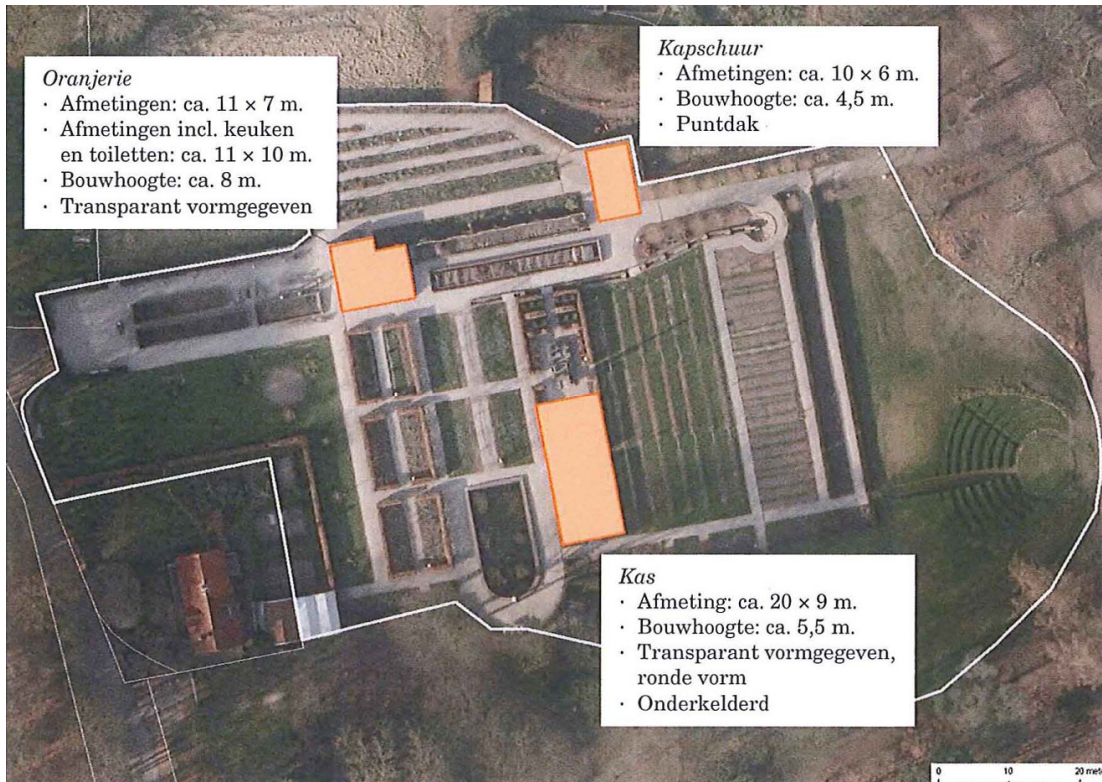 Oranjerie
· Afmetingen: ca. 11 × 7 m.
· Afmetingen incl. keuken
en toiletten: ca. 11 × 10 m.
· Bouwhoogte: ca. 8 m.
· Transparant vormgegeven
Kapschuur
· Afmetingen: ca. 10 × 6 m.
· Bouwhoogte: ca. 4,5 m.
· Puntdak
Kas
· Afmeting: ca. 20 × 9 m.
· Bouwhoogte: ca. 5,5 m.
· Transparant vormgegeven,
ronde vorm
· Onderkelderd
0 10 20 met